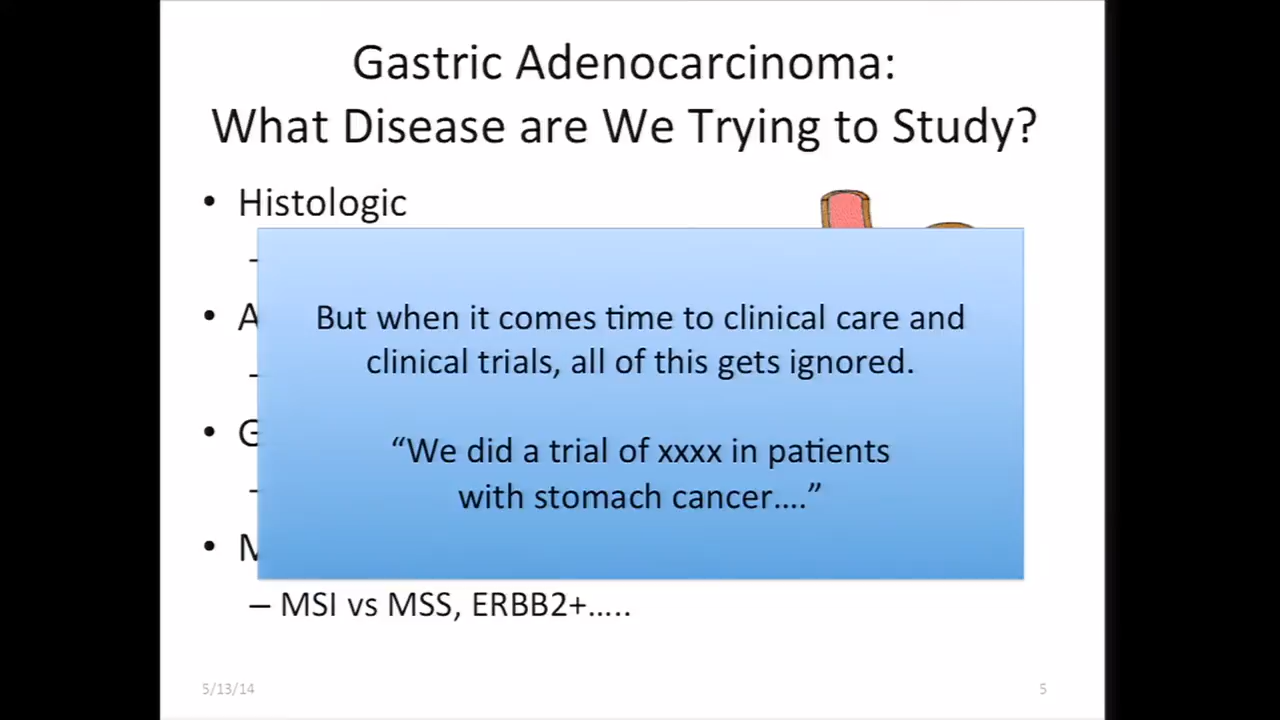 Gastric Adenocarcinoma:
What Disease are We Trying to Study?
• Histologic
–
• A
–
• G
–
• M
But when it comes time to clinical care and
clinical trials, all of this gets ignored.
“We did a trial of xxxx in patients
with stomach cancer....”
– MSI vs MSS, ERBB2+.....
5/13/14
5